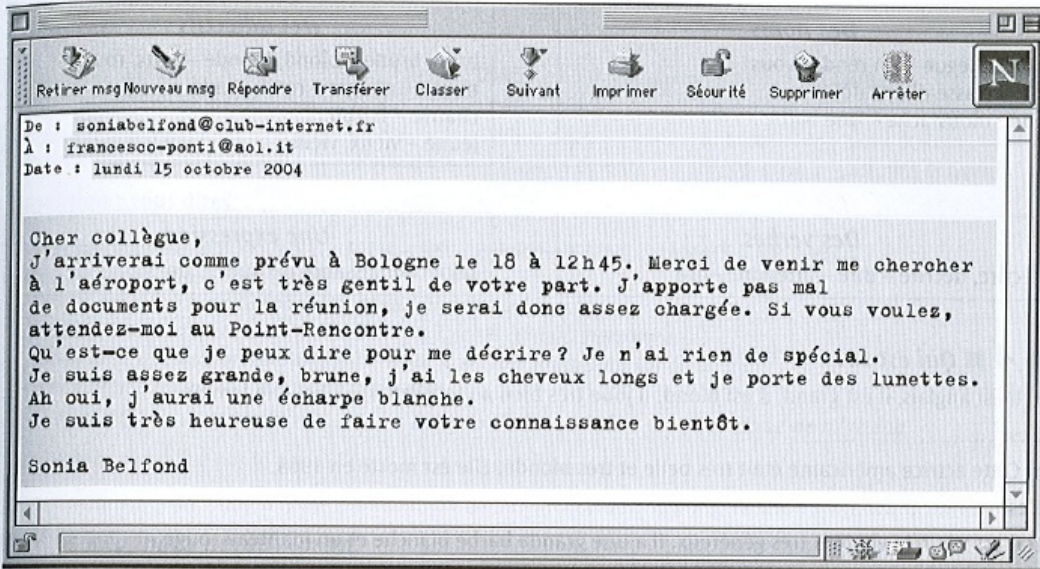 Retirer msg Nouveau msg Répondre Transférer Classer Suivant Imprimer Sécurité Supprimer Arrêter
N
De : soniabelfond@club-internet.fr
À : francesco-ponti@aol.it
Date : lundi 15 octobre 2004
Cher collègue,
J'arriverai comme prévu à Bologne le 18 à 12h45. Merci de venir me chercher
à l'aéroport, c'est très gentil de votre part. J'apporte pas mal
de documents pour la réunion, je serai donc assez chargée. Si vous voulez,
attendez-moi au Point-Rencontre.
Qu'est-ce que je peux dire pour me décrire? Je n'ai rien de spécial.
Je suis assez grande, brune, j'ai les cheveux longs et je porte des lunettes.
Ah oui, j'aurai une écharpe blanche.
Je suis très heureuse de faire votre connaissance bientôt.
Sonia Belfond